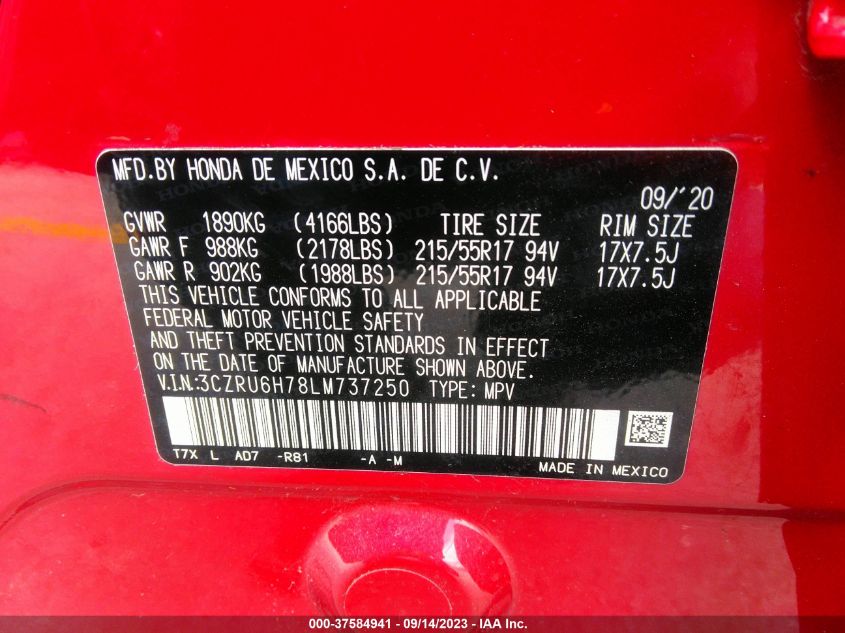 MFD.BY HONDA DE MEXICO S.A. DE C.V.
09/'20
GVWR 1890KG (4166LBS) TIRE SIZE RIM SIZE
GAWR F 988KG (2178LBS) 215/55R17 94V 17X7.5J
GAWR R 902KG (1988LBS) 215/55R17 94V 17X7.5J
THIS VEHICLE CONFORMS TO ALL APPLICABLE
FEDERAL MOTOR VEHICLE SAFETY
AND THEFT PREVENTION STANDARDS IN EFFECT
ON THE DATE OF MANUFACTURE SHOWN ABOVE.
V.I.N.:3CZRU6H78LM737250 TYPE: MPV
T7X L AD7 -R81 -A -M
MADE IN MEXICO
000-37584941 - 09/14/2023 - IAA Inc.